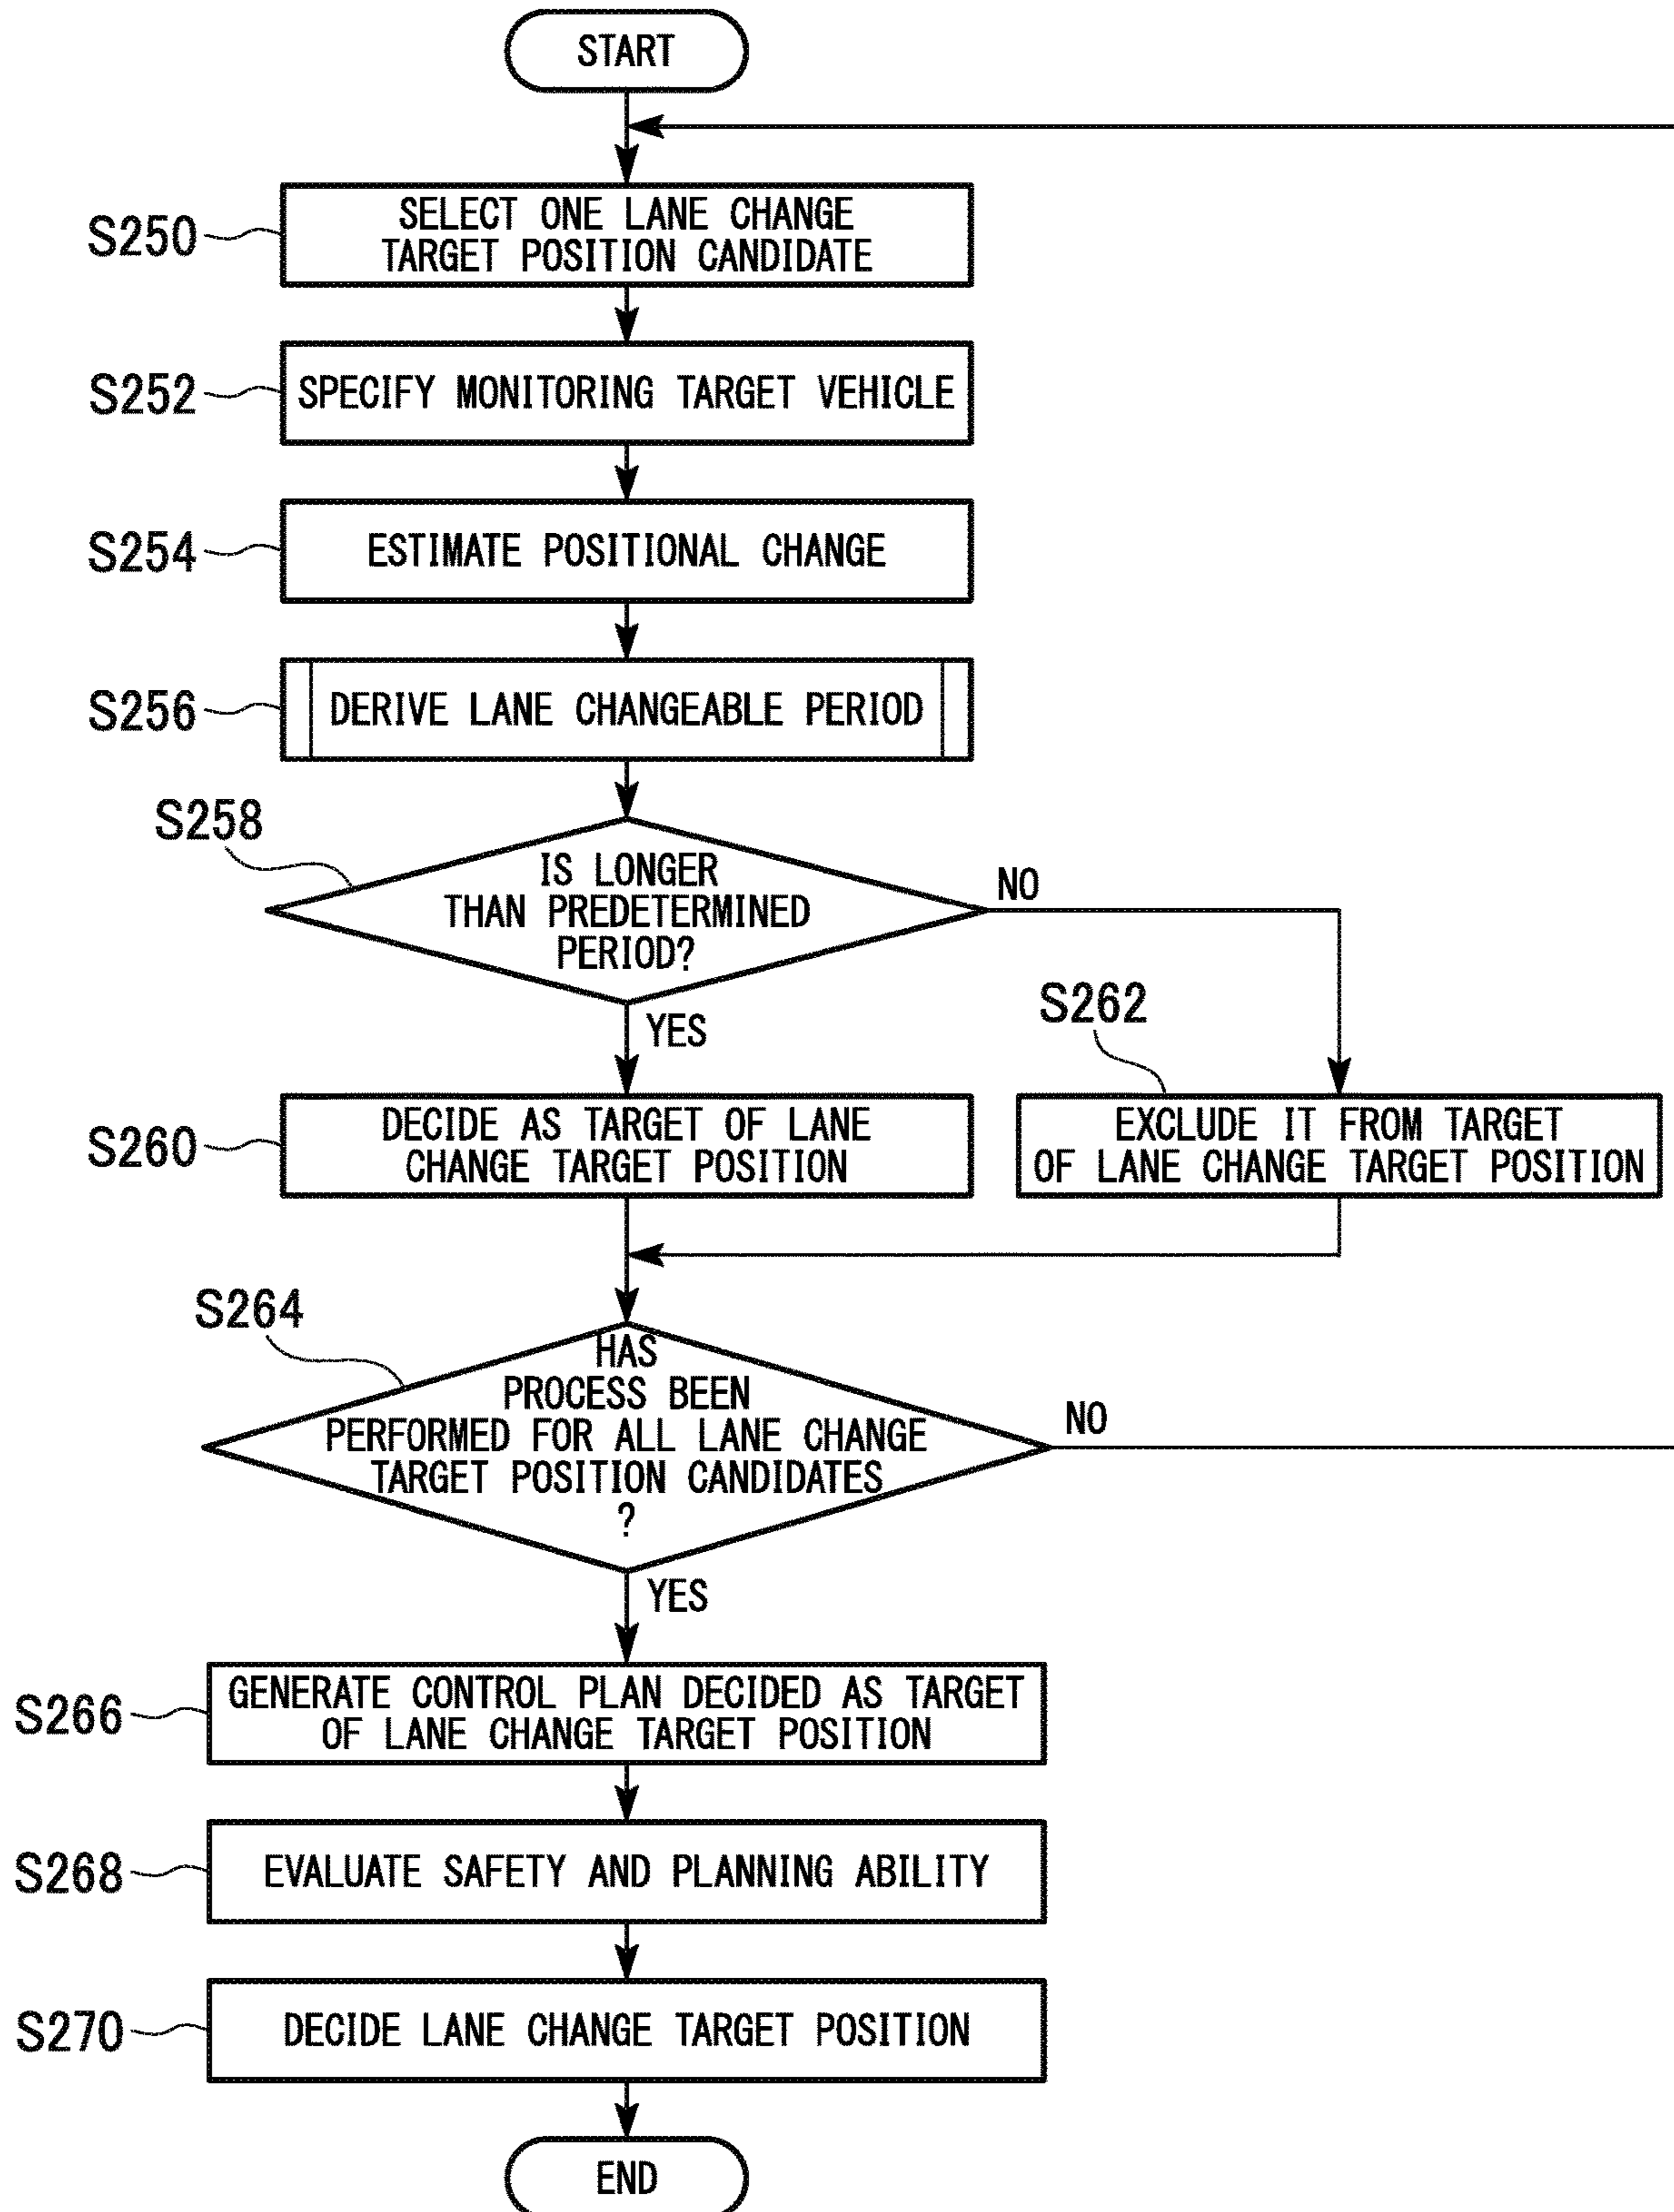 START
S250
SELECT ONE LANE CHANGE
TARGET POSITION CANDIDATE
S252
SPECIFY MONITORING TARGET VEHICLE
S254
ESTIMATE POSITIONAL CHANGE
S256
DERIVE LANE CHANGEABLE PERIOD
S258
IS LONGER
THAN PREDETERMINED
PERIOD?
NO
YES
S260
DECIDE AS TARGET OF LANE
CHANGE TARGET POSITION
S262
EXCLUDE IT FROM TARGET
OF LANE CHANGE TARGET POSITION
S264
HAS
PROCESS BEEN
PERFORMED FOR ALL LANE CHANGE
TARGET POSITION CANDIDATES
?
NO
YES
S266
GENERATE CONTROL PLAN DECIDED AS TARGET
OF LANE CHANGE TARGET POSITION
S268
EVALUATE SAFETY AND PLANNING ABILITY
S270
DECIDE LANE CHANGE TARGET POSITION
END